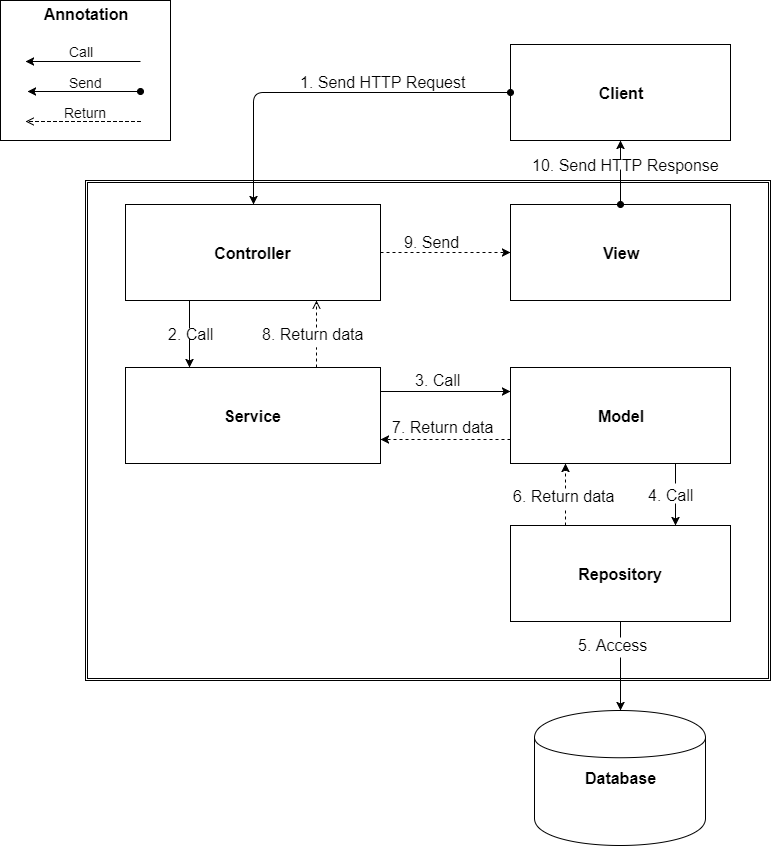 Annotation
Call
Send
Return
1. Send HTTP Request
Client
10. Send HTTP Response
Controller
9. Send
View
2. Call
8. Return data
Service
3. Call
7. Return data
Model
6. Return data
4. Call
Repository
5. Access
Database